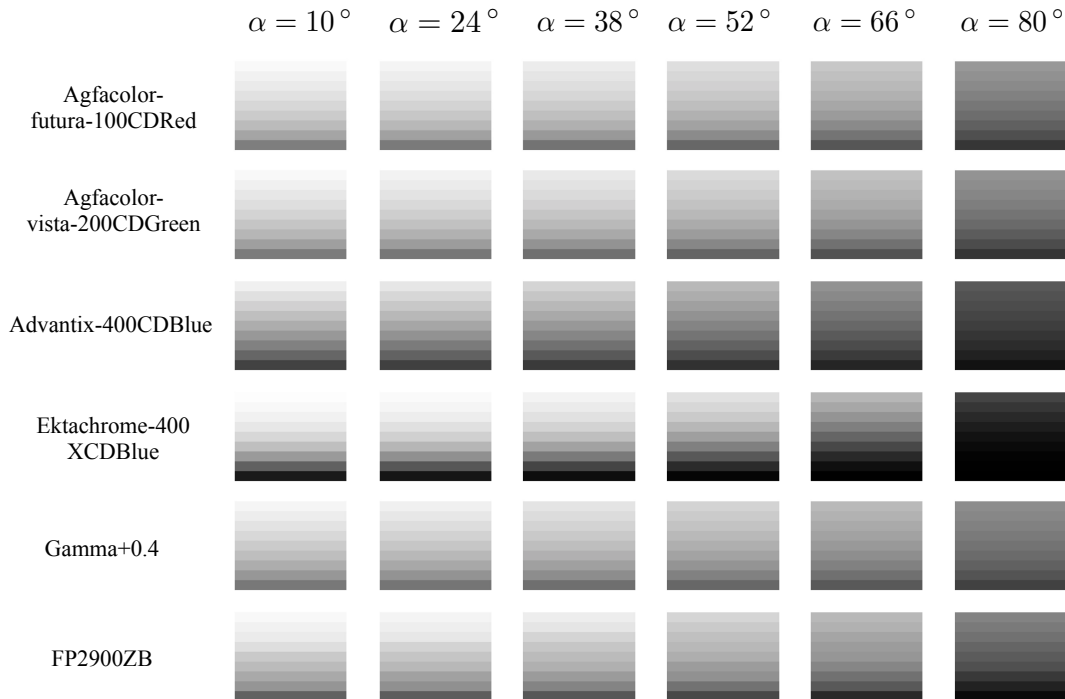 α = 10° α = 24° α = 38° α = 52° α = 66° α = 80°
Agfacolor-
futura-100CDRed
Agfacolor-
vista-200CDGreen
Advantix-400CDBlue
Ektachrome-400
XCDBlue
Gamma+0.4
FP2900ZB